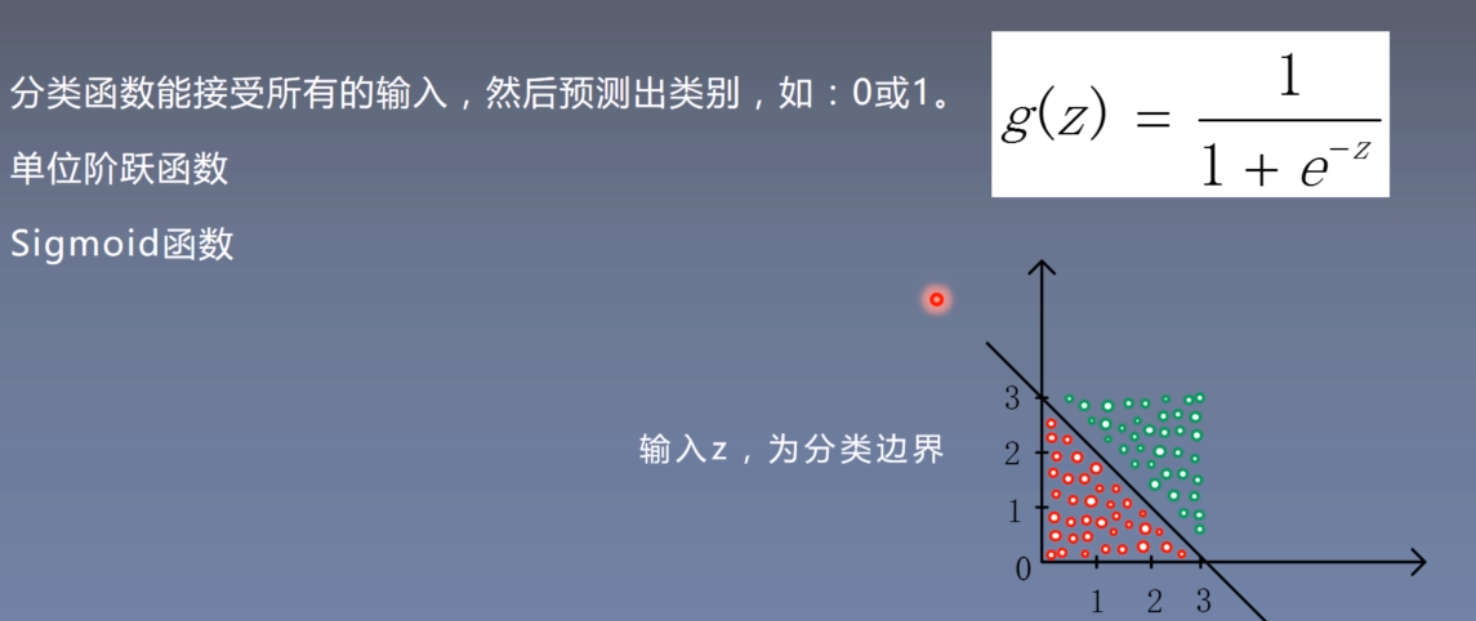 分类函数能接受所有的输入，然后预测出类别，如：0或1。
单位阶跃函数
Sigmoid函数
g(z) = 1 / (1 + e^{-z})
输入z，为分类边界
3
2
1
0
1 2 3